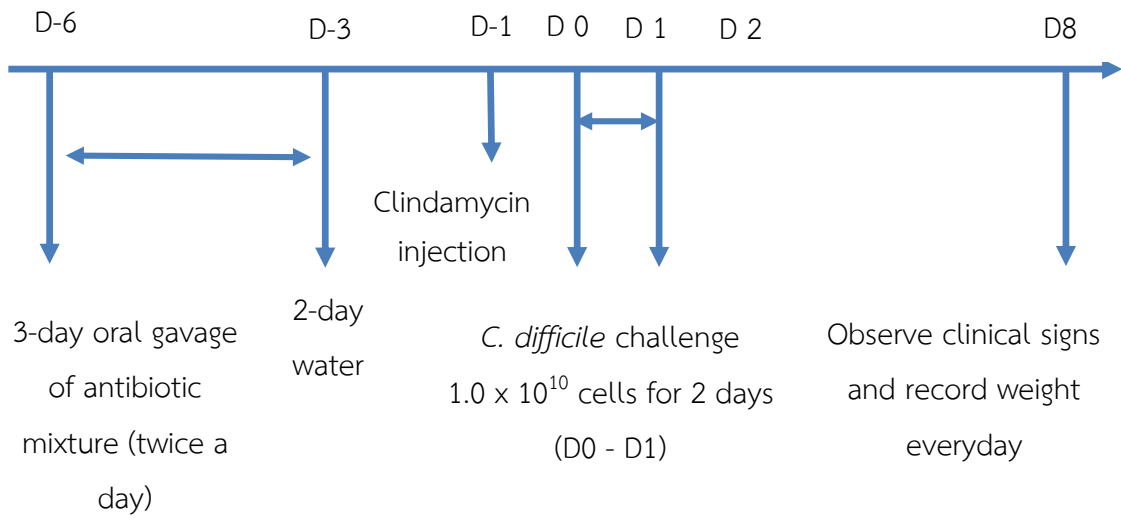 D-6
D-3
D-1
D 0
D 1
D 2
D8
Clindamycin
injection
3-day oral gavage
of antibiotic
mixture (twice a
day)
2-day
water
C. difficile challenge
1.0 x 10¹⁰ cells for 2 days
(D0 - D1)
Observe clinical signs
and record weight
everyday